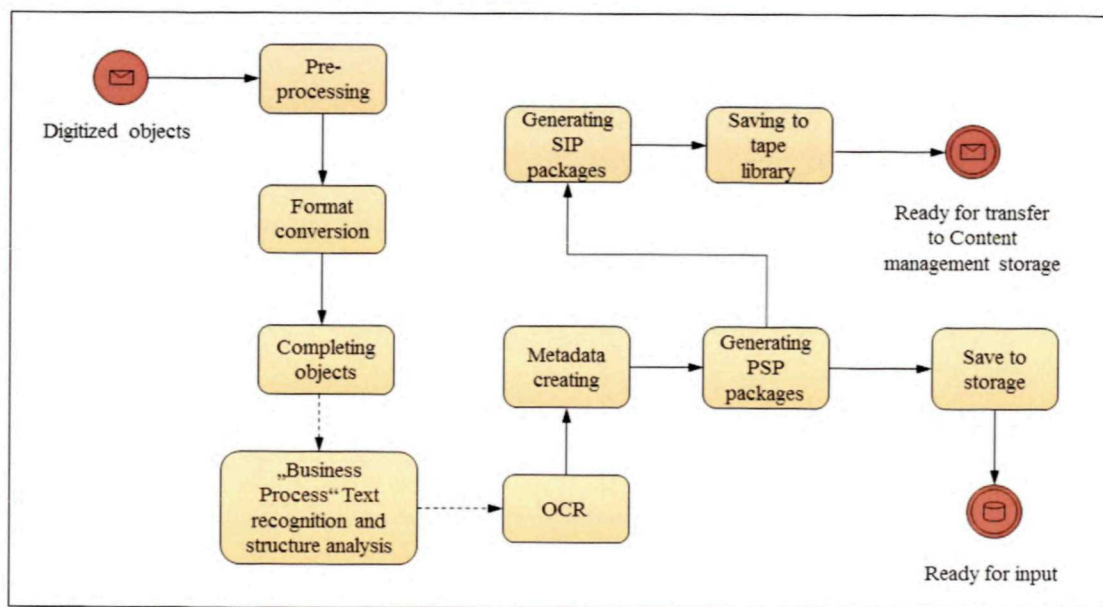 Digitized objects
Pre-
processing
Format
conversion
Completing
objects
„Business
Process“ Text
recognition and
structure analysis
OCR
Metadata
creating
Generating
PSP
packages
Generating
SIP
packages
Saving to
tape
library
Ready for transfer
to Content
management storage
Save to
storage
Ready for input